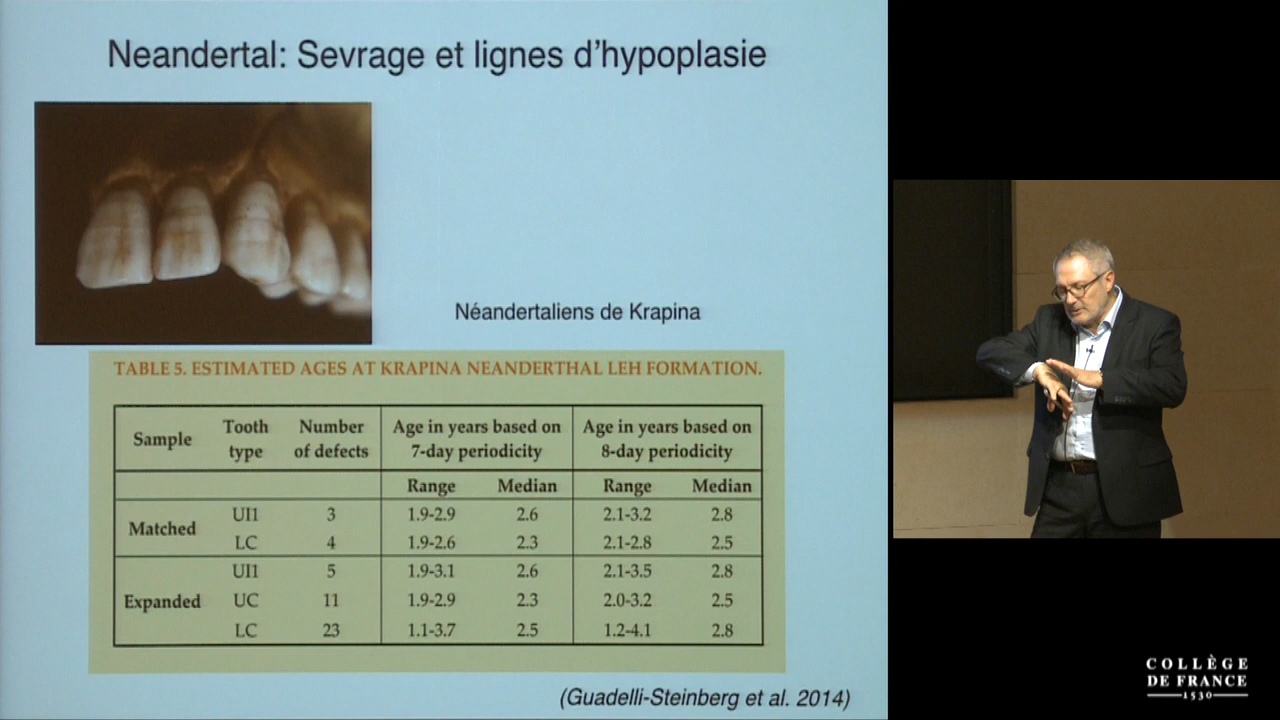 Neandertal: Sevrage et lignes d'hypoplasie
Néandertaliens de Krapina
TABLE 5. ESTIMATED AGES AT KRAPINA NEANDERTHAL LEH FORMATION.
Sample Tooth type Number of defects Age in years based on 7-day periodicity Age in years based on 8-day periodicity
Range Median Range Median
Matched UI1 3 1.9-2.9 2.6 2.1-3.2 2.8
LC 4 1.9-2.6 2.3 2.1-2.8 2.5
Expanded UI1 5 1.9-3.1 2.6 2.1-3.5 2.8
UC 11 1.9-2.9 2.3 2.0-3.2 2.5
LC 23 1.1-3.7 2.5 1.2-4.1 2.8
(Guadelli-Steinberg et al. 2014)
COLLÈGE
DE FRANCE
1530